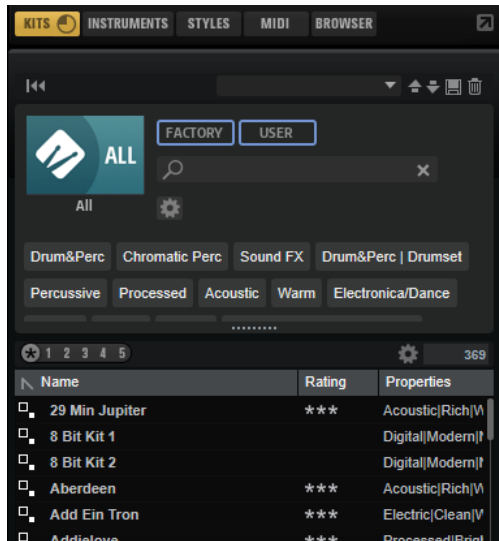 KITS INSTRUMENTS STYLES MIDI BROWSER
ALL FACTORY USER
All
Drum&Perc Chromatic Perc Sound FX Drum&Perc | Drumset
Percussive Processed Acoustic Warm Electronica/Dance
1 2 3 4 5 369
Name Rating Properties
29 Min Jupiter *** Acoustic|Rich|W
8 Bit Kit 1 Digital|Modern|
8 Bit Kit 2 Digital|Modern|
Aberdeen *** Acoustic|Rich|W
Add Ein Tron *** Electric|Clean|W
Addielove *** Processed|Brigh